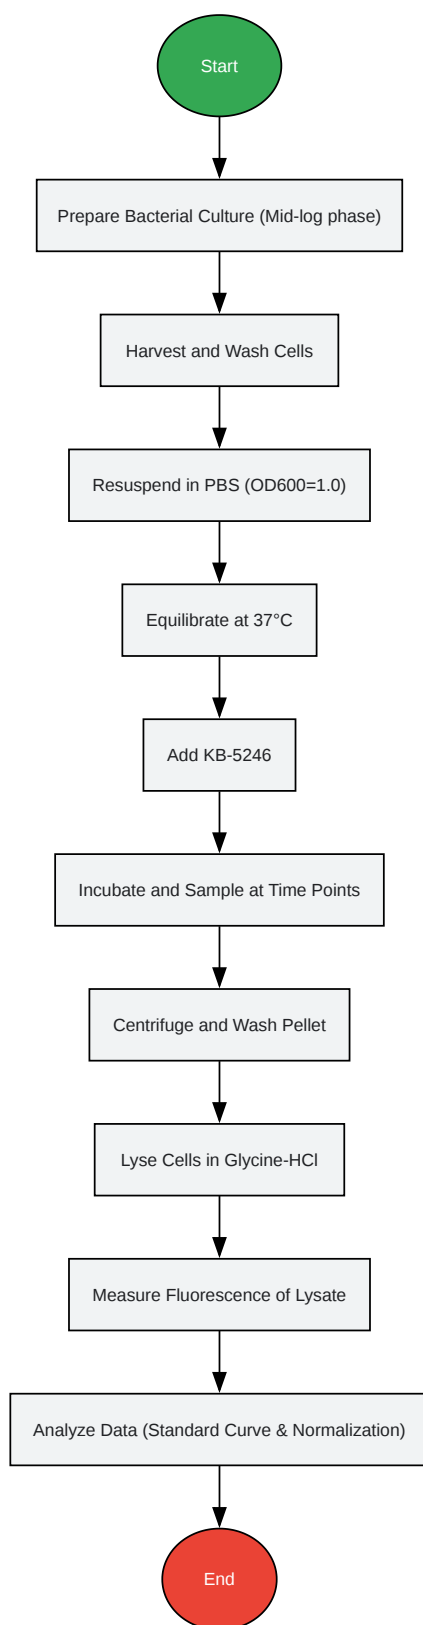 Start
Prepare Bacterial Culture (Mid-log phase)
Harvest and Wash Cells
Resuspend in PBS (OD600=1.0)
Equilibrate at 37°C
Add KB-5246
Incubate and Sample at Time Points
Centrifuge and Wash Pellet
Lyse Cells in Glycine-HCl
Measure Fluorescence of Lysate
Analyze Data (Standard Curve & Normalization)
End